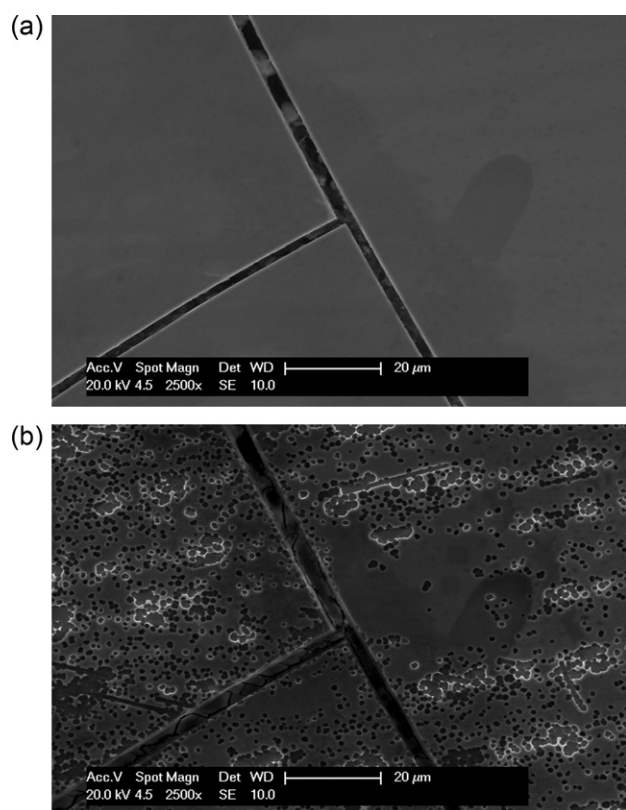 (a)
Acc.V Spot Magn Det WD 20 μm
20.0 kV 4.5 2500x SE 10.0
(b)
Acc.V Spot Magn Det WD 20 μm
20.0 kV 4.5 2500x SE 10.0